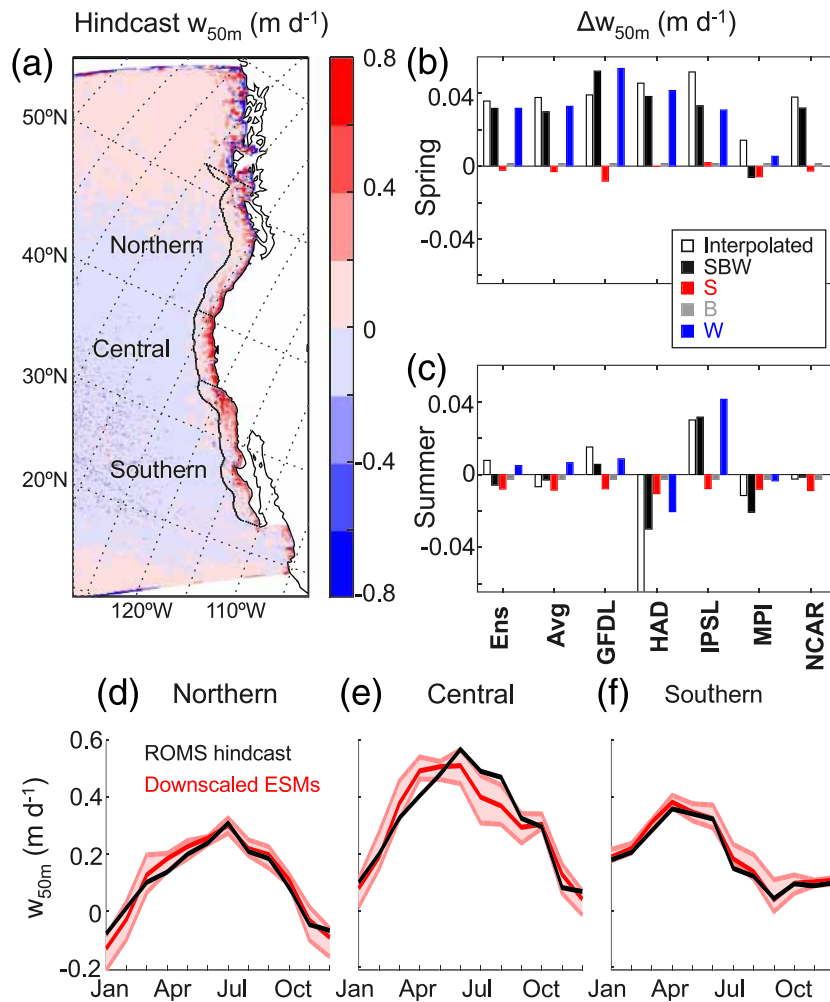 Hindcast w50m (m d-1)
Δw50m (m d-1)
(a)
50ºN
40ºN
30ºN
20ºN
Northern
Central
Southern
120ºW
110ºW
0.8
0.4
0
-0.4
-0.8
(b)
Spring
0.04
0
-0.04
Interpolated
SBW
S
B
W
(c)
Summer
0.04
0
-0.04
Ens
Avg
GFDL
HAD
IPSL
MPI
NCAR
(d)
Northern
(e)
Central
(f)
Southern
w50m (m d-1)
0.6
0.4
0.2
0
-0.2
ROMS hindcast
Downscaled ESMs
Jan Apr Jul Oct
Jan Apr Jul Oct
Jan Apr Jul Oct